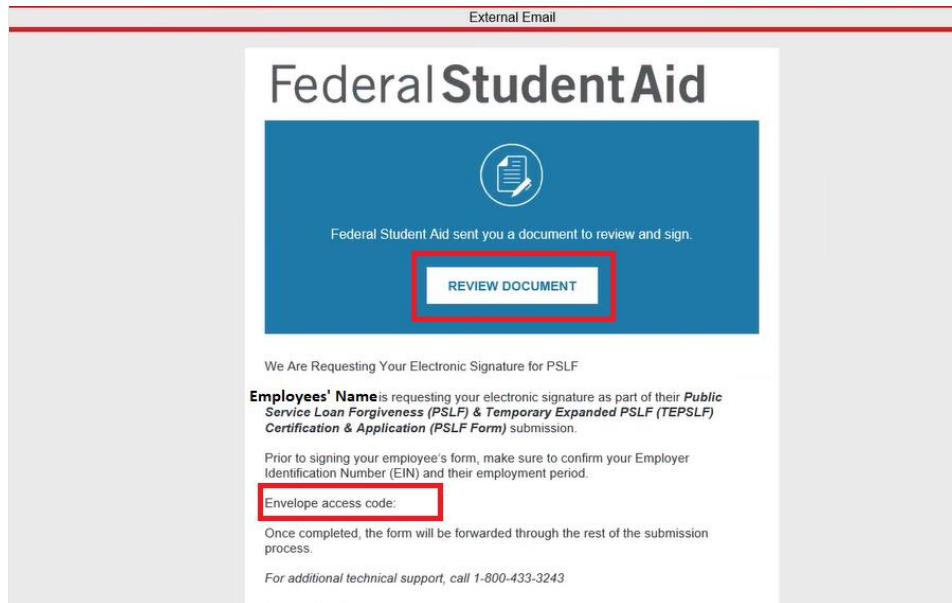 External Email
Federal Student Aid
Federal Student Aid sent you a document to review and sign.
REVIEW DOCUMENT
We Are Requesting Your Electronic Signature for PSLF
Employees' Name is requesting your electronic signature as part of their Public
Service Loan Forgiveness (PSLF) & Temporary Expanded PSLF (TEPSLF)
Certification & Application (PSLF Form) submission.
Prior to signing your employee's form, make sure to confirm your Employer
Identification Number (EIN) and their employment period.
Envelope access code:
Once completed, the form will be forwarded through the rest of the submission
process.
For additional technical support, call 1-800-433-3243